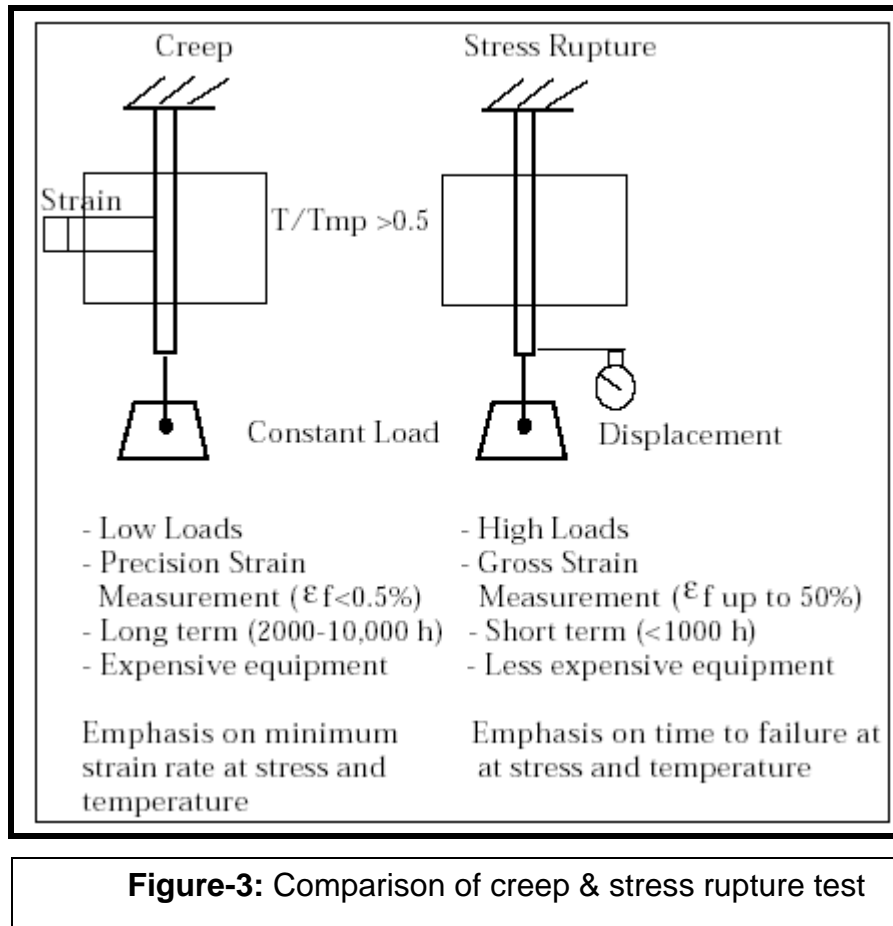 Creep
Stress Rupture
Strain
T/Tmp >0.5
Constant Load
Displacement
- Low Loads
- Precision Strain
Measurement (εf<0.5%)
- Long term (2000-10,000 h)
- Expensive equipment
Emphasis on minimum
strain rate at stress and
temperature
- High Loads
- Gross Strain
Measurement (εf up to 50%)
- Short term (<1000 h)
- Less expensive equipment
Emphasis on time to failure at
at stress and temperature
Figure-3: Comparison of creep & stress rupture test